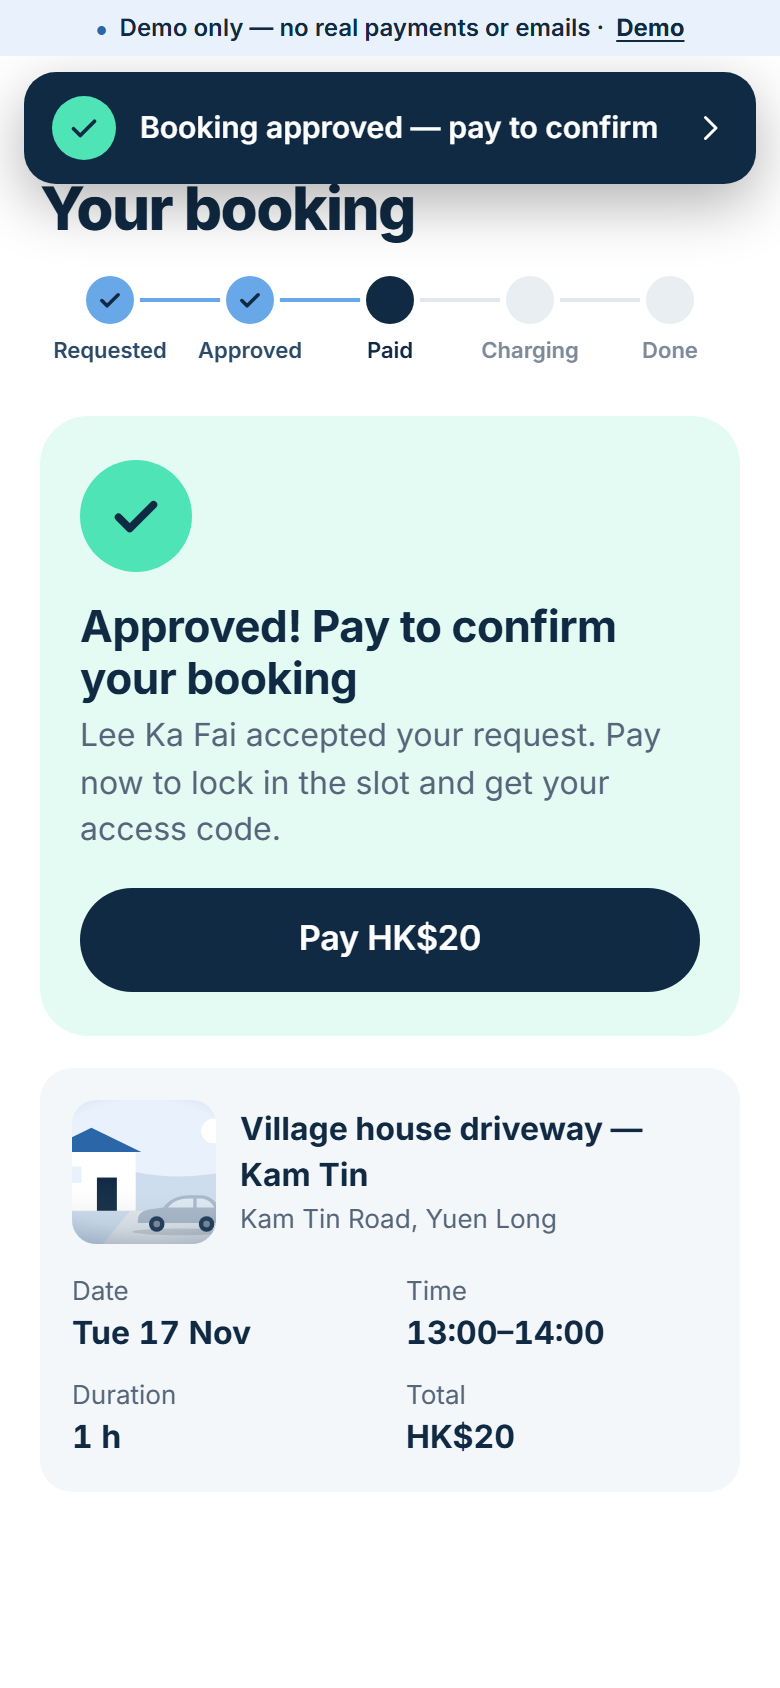 Demo only — no real payments or emails · Demo
Booking approved — pay to confirm
Your booking
Requested
Approved
Paid
Charging
Done
Approved! Pay to confirm
your booking
Lee Ka Fai accepted your request. Pay
now to lock in the slot and get your
access code.
Pay HK$20
Village house driveway —
Kam Tin
Kam Tin Road, Yuen Long
Date
Time
Tue 17 Nov
13:00–14:00
Duration
Total
1 h
HK$20